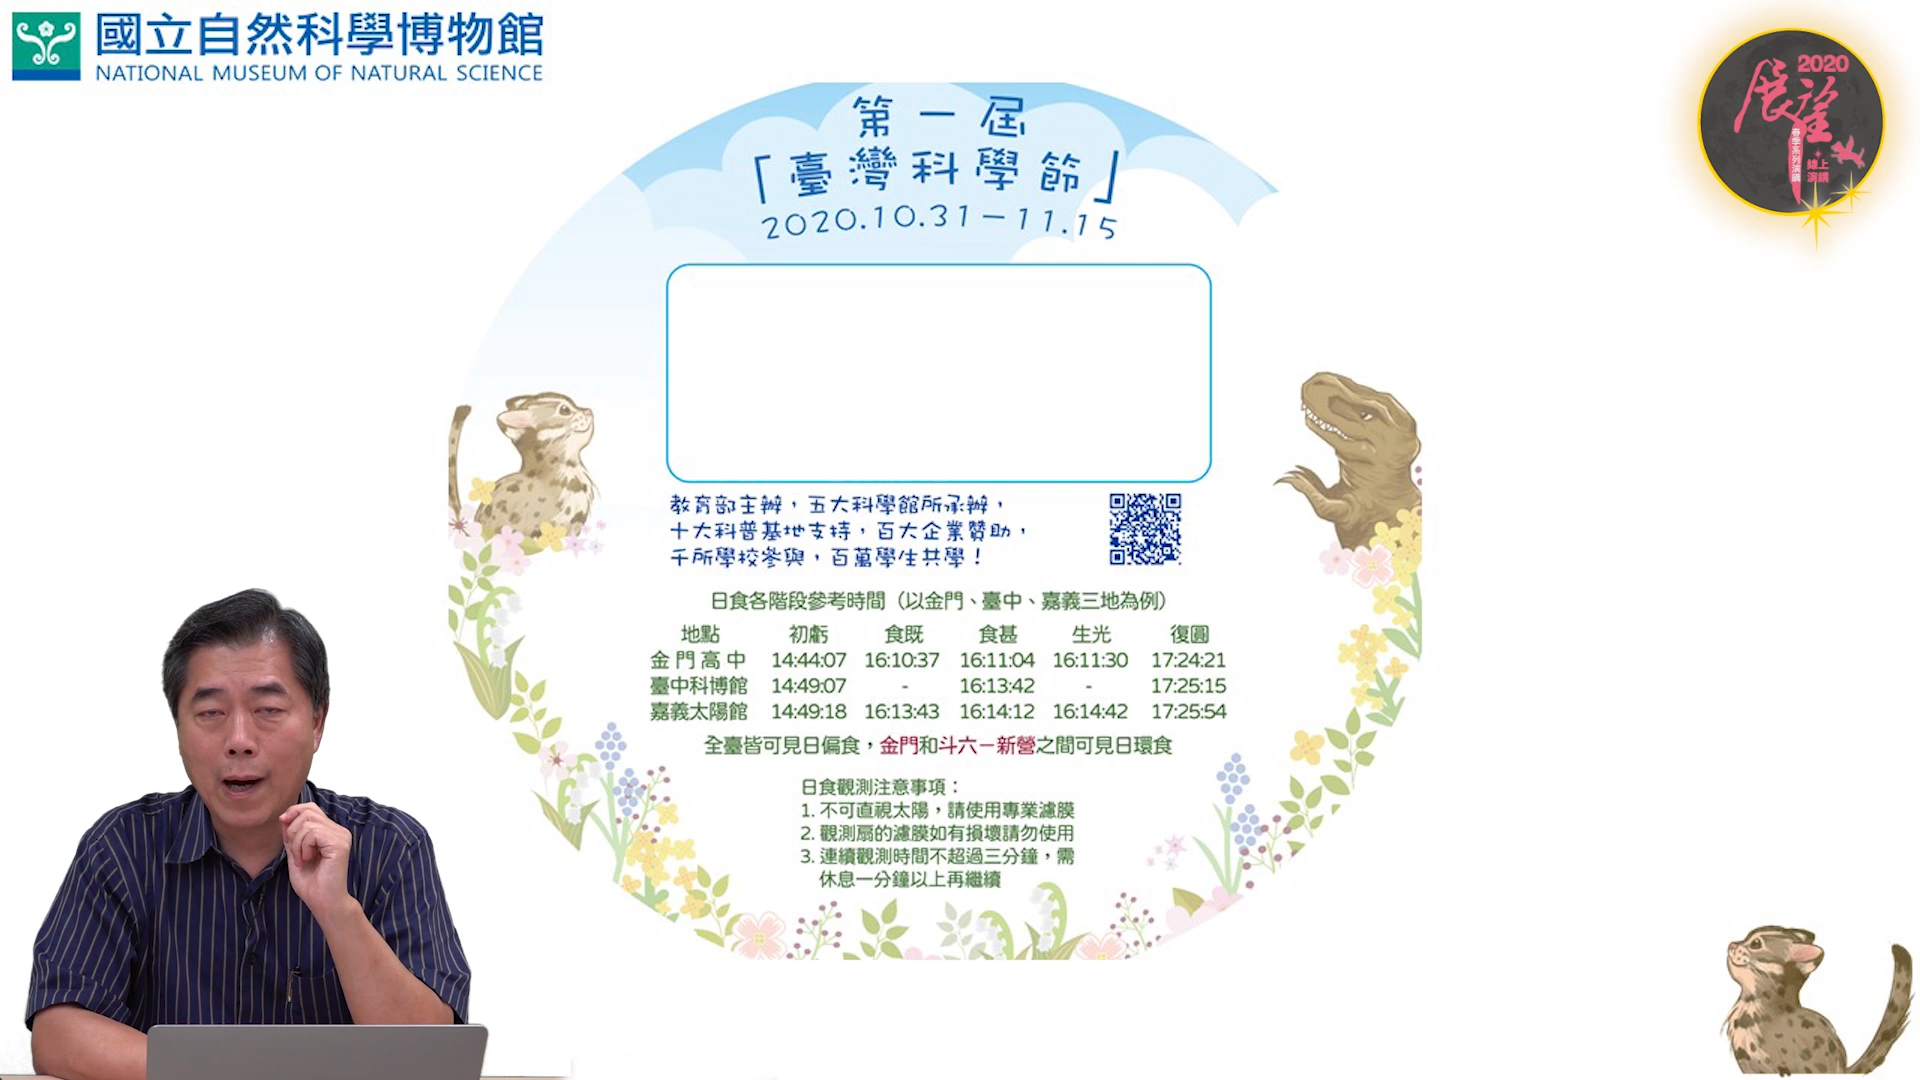 國立自然科學博物館
NATIONAL MUSEUM OF NATURAL SCIENCE
2020
展望
春季系列演講
線上
演講
第一屆
「臺灣科學節」
2020.10.31－11.15
教育部主辦，五大科學館所承辦，
十大科普基地支持，百大企業贊助，
千所學校參與，百萬學生共學！
日食各階段參考時間（以金門、臺中、嘉義三地為例）
地點 初虧 食既 食甚 生光 復圓
金門高中 14:44:07 16:10:37 16:11:04 16:11:30 17:24:21
臺中科博館 14:49:07 - 16:13:42 - 17:25:15
嘉義太陽館 14:49:18 16:13:43 16:14:12 16:14:42 17:25:54
全臺皆可見日偏食，金門和斗六－新營之間可見日環食
日食觀測注意事項：
1. 不可直視太陽，請使用專業濾膜
2. 觀測扇的濾膜如有損壞請勿使用
3. 連續觀測時間不超過三分鐘，需
休息一分鐘以上再繼續